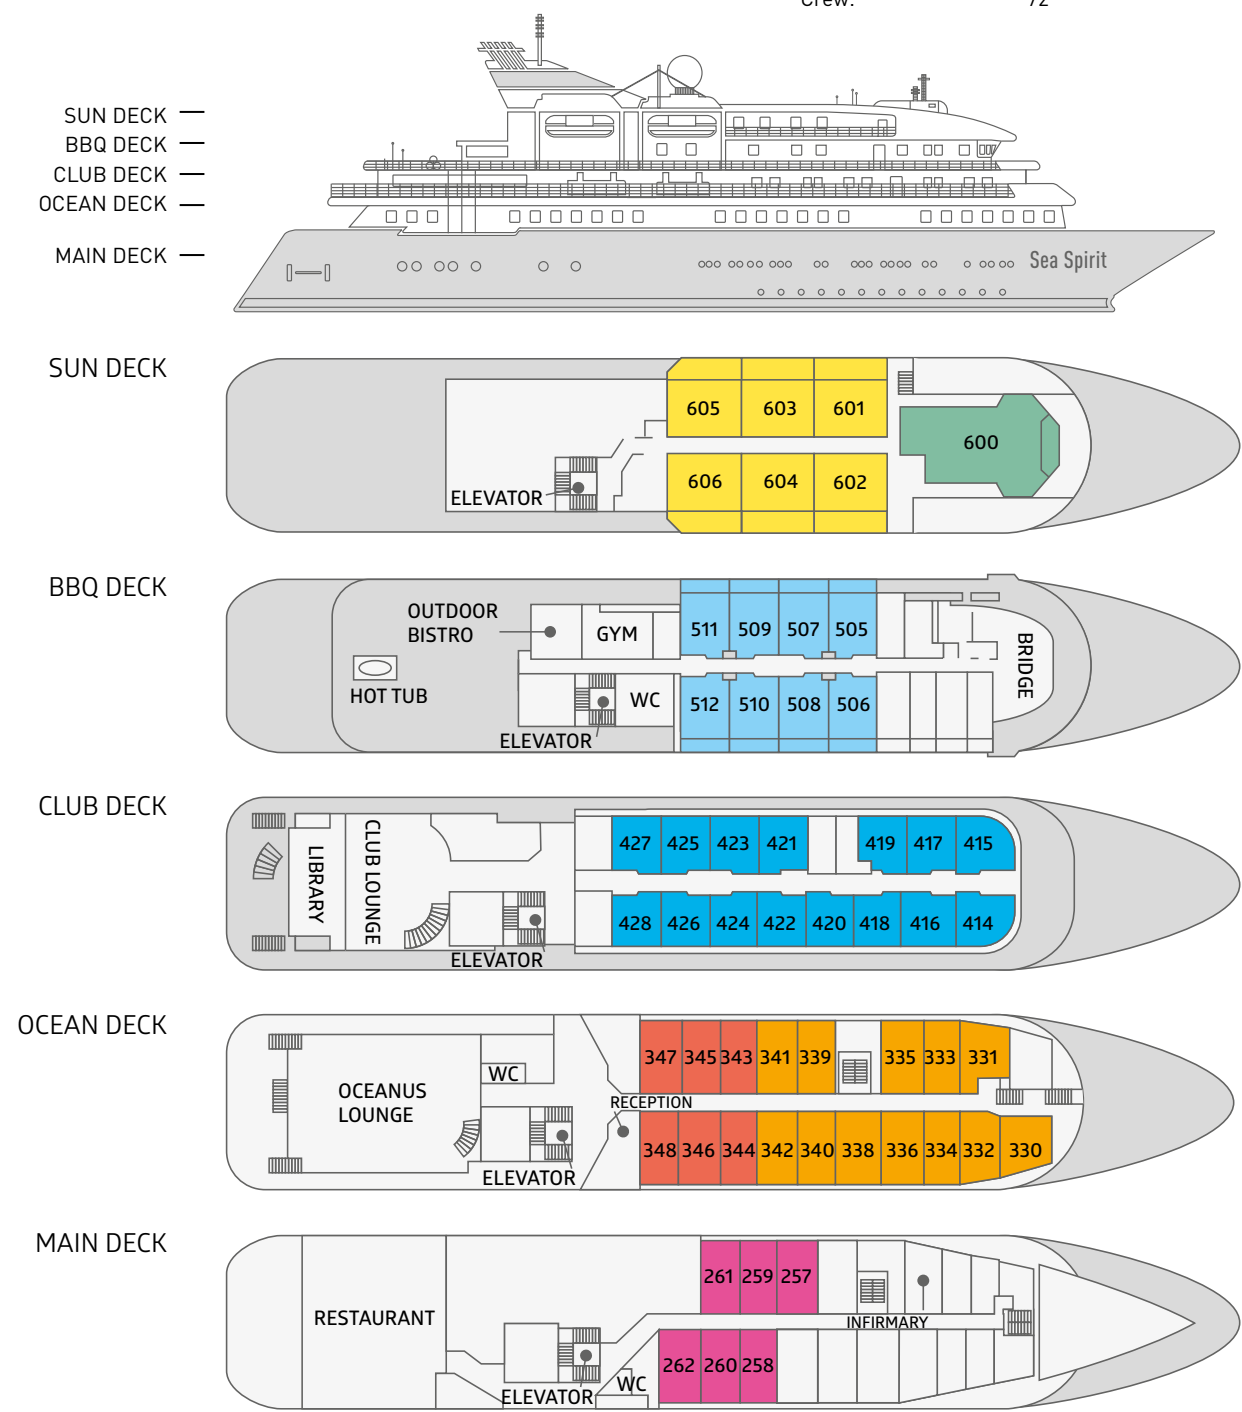 Crew: 72
SUN DECK
BBQ DECK
CLUB DECK
OCEAN DECK
MAIN DECK
Sea Spirit
SUN DECK
605 603 601
600
606 604 602
ELEVATOR
BBQ DECK
OUTDOOR
BISTRO
GYM
511 509 507 505
BRIDGE
HOT TUB
WC
512 510 508 506
ELEVATOR
CLUB DECK
LIBRARY
CLUB LOUNGE
427 425 423 421 419 417 415
428 426 424 422 420 418 416 414
ELEVATOR
OCEAN DECK
347 345 343 341 339 335 333 331
WC
OCEANUS
LOUNGE
RECEPTION
348 346 344 342 340 338 336 334 332 330
ELEVATOR
MAIN DECK
261 259 257
RESTAURANT
INFIRMARY
262 260 258
WC
ELEVATOR